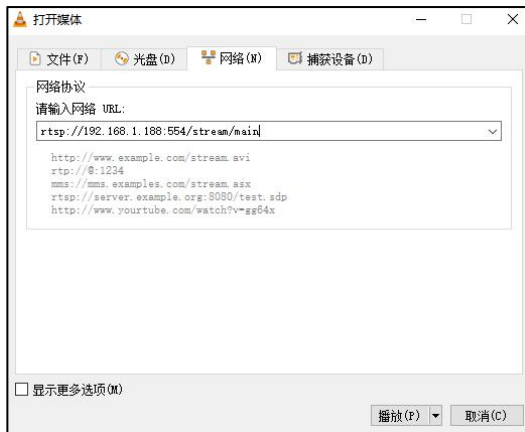 打开媒体
文件(F) 光盘(D) 网络(N) 捕获设备(D)
网络协议
请输入网络 URL:
rtsp://192.168.1.188:554/stream/main
http://www.example.com/stream.avi
rtp://@:1234
mms://mms.examples.com/stream.asx
rtsp://server.example.org:8080/test.sdp
http://www.yourtube.com/watch?v=gg64x
显示更多选项(M)
播放(P) 取消(C)